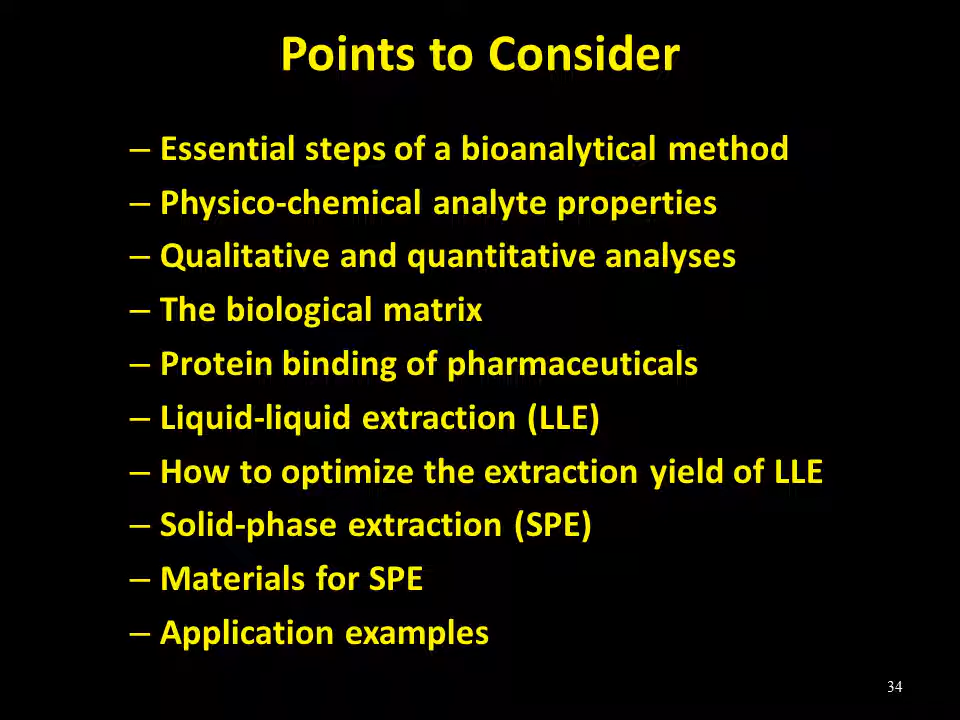 Points to Consider
– Essential steps of a bioanalytical method
– Physico-chemical analyte properties
– Qualitative and quantitative analyses
– The biological matrix
– Protein binding of pharmaceuticals
– Liquid-liquid extraction (LLE)
– How to optimize the extraction yield of LLE
– Solid-phase extraction (SPE)
– Materials for SPE
– Application examples
34